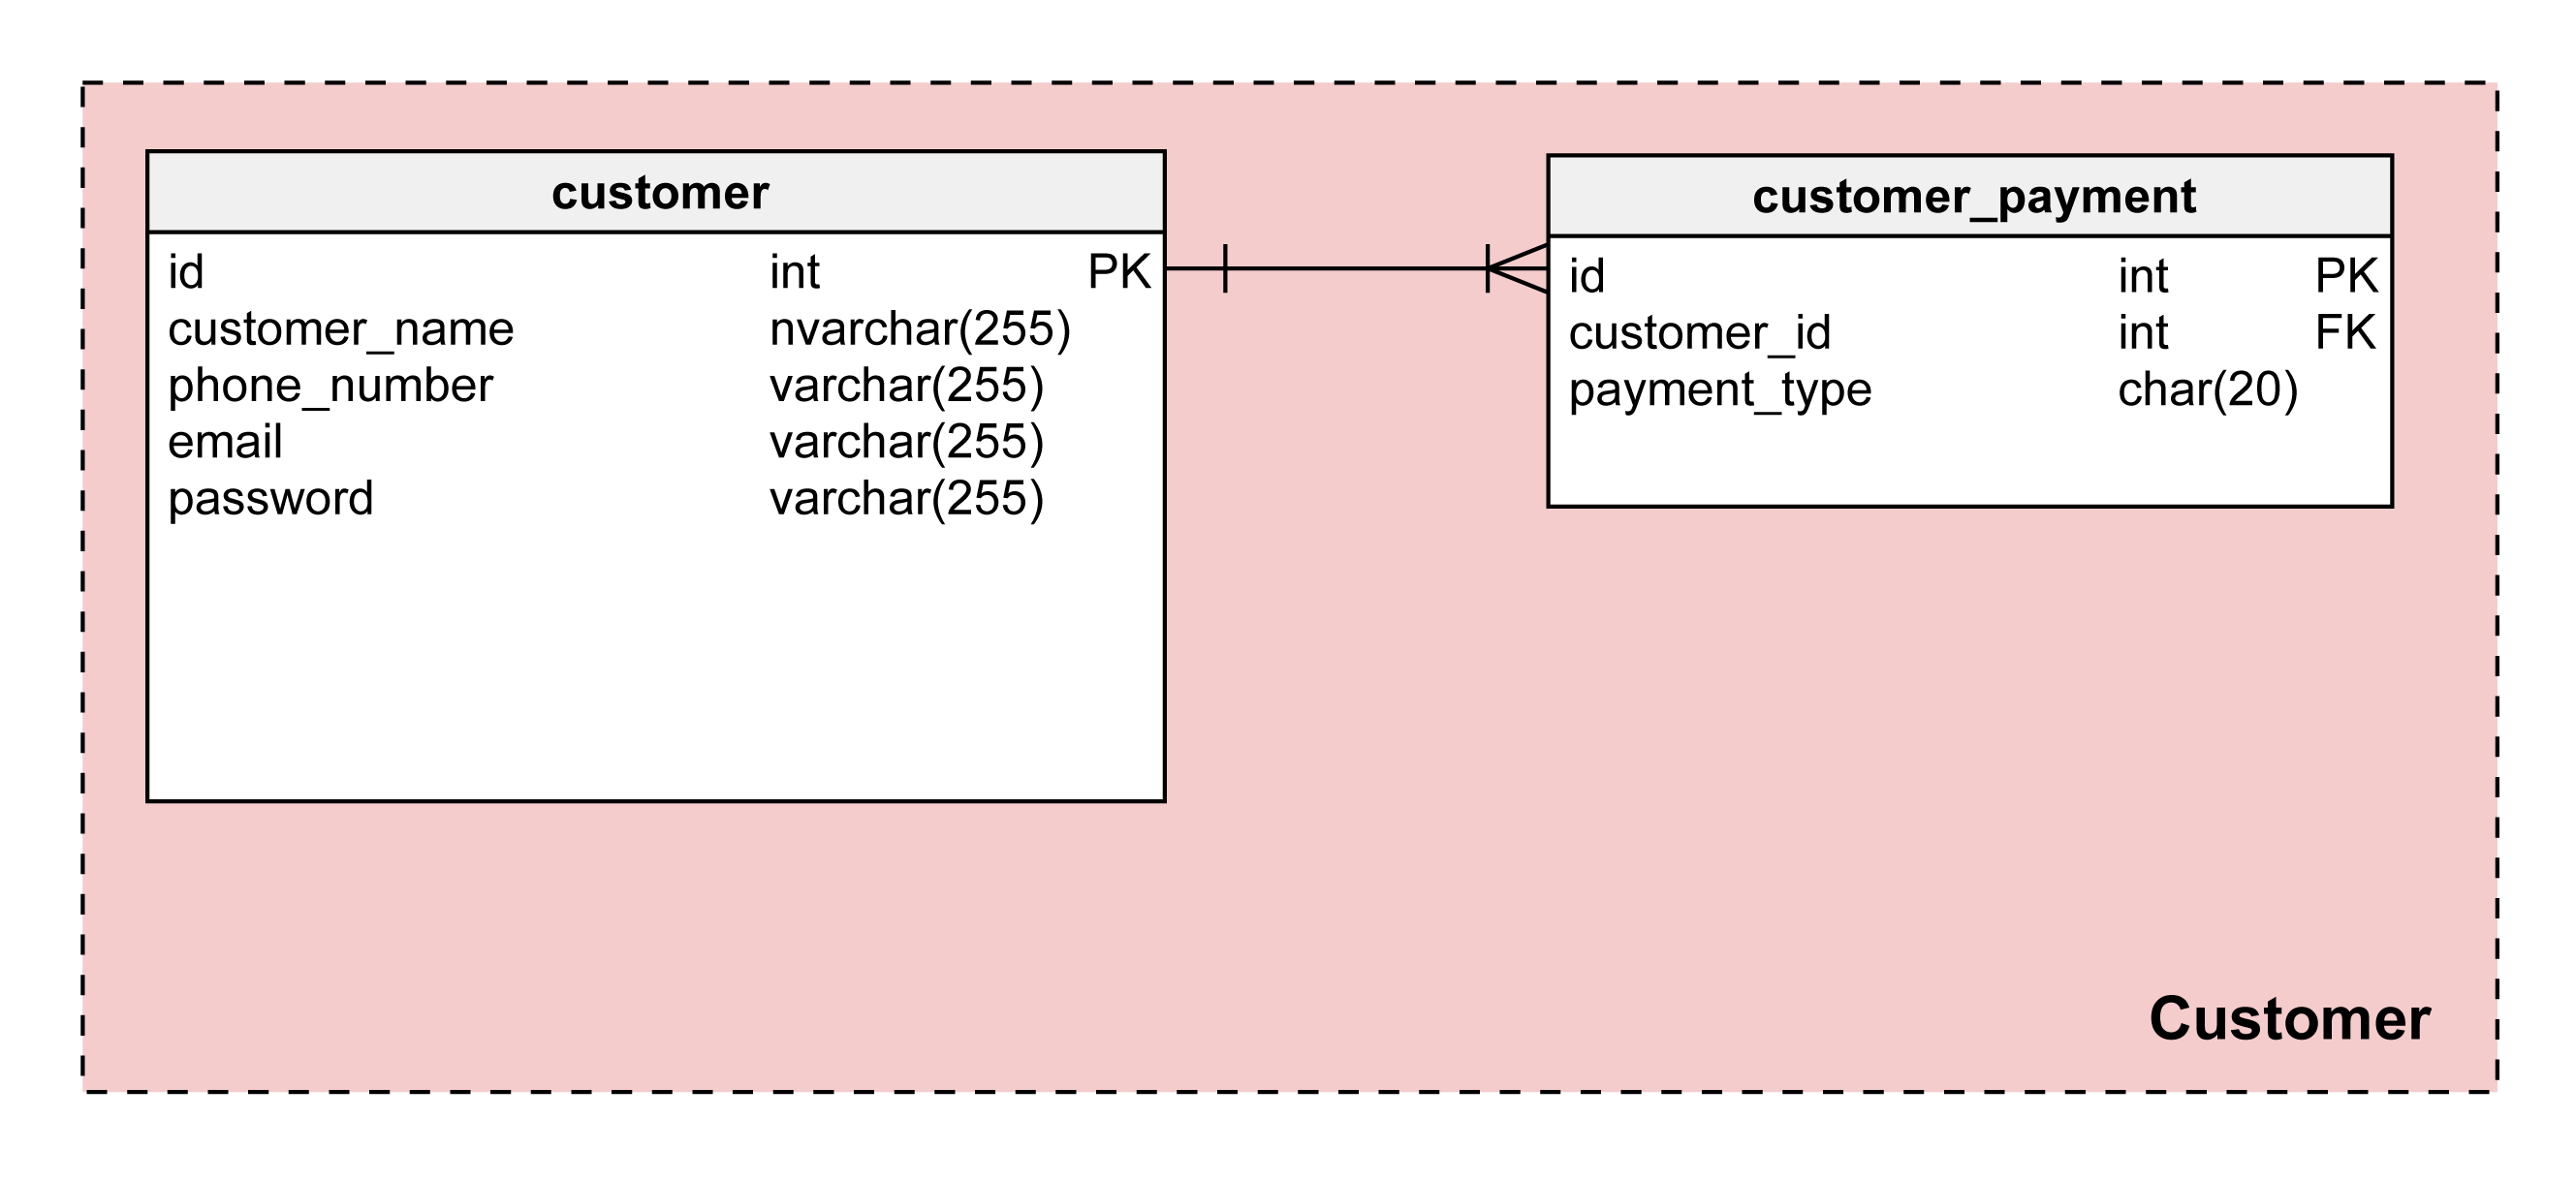 customer
id int PK
customer_name nvarchar(255)
phone_number varchar(255)
email varchar(255)
password varchar(255)
customer_payment
id int PK
customer_id int FK
payment_type char(20)
Customer